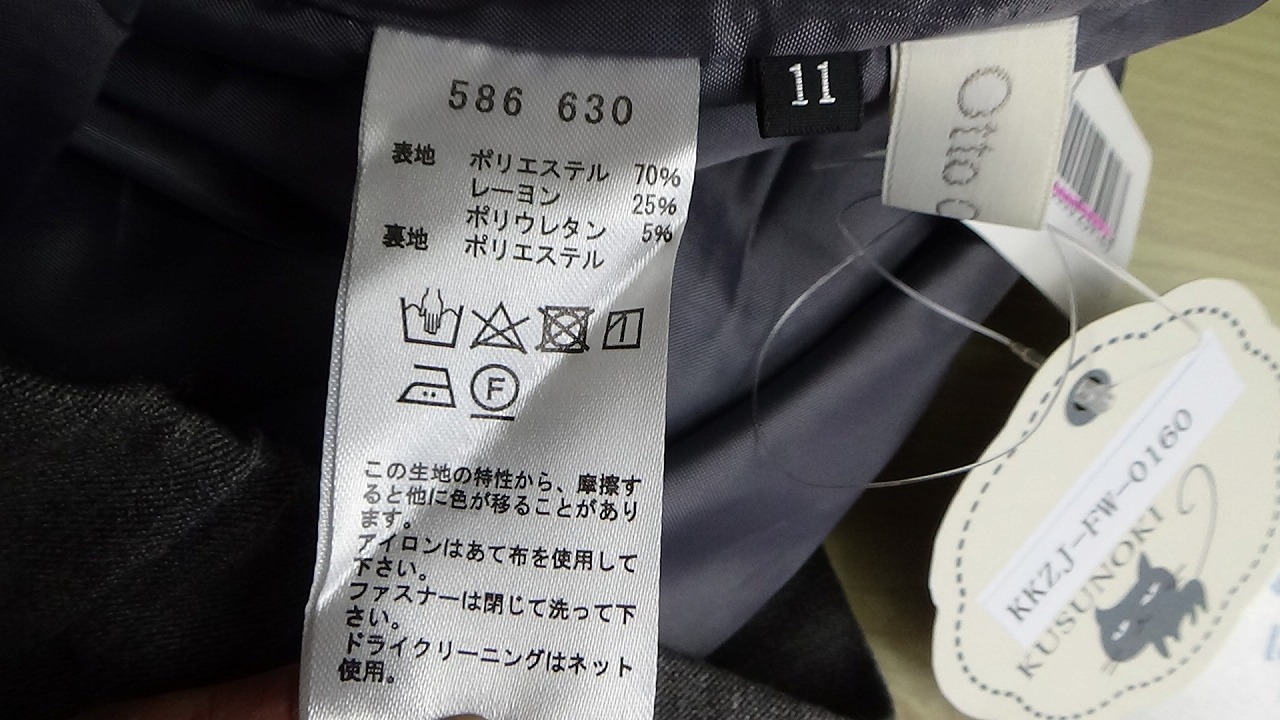 586 630
表地 ポリエステル 70%
レーヨン 25%
ポリウレタン 5%
裏地 ポリエステル
F
この生地の特性から、摩擦す
ると他に色が移ることがあり
ます。
アイロンはあて布を使用して
下さい。
ファスナーは閉じて洗って下
さい。
ドライクリーニングはネット
使用。
11
Otto
KKZJ-FW-0160
KUSUNOKI